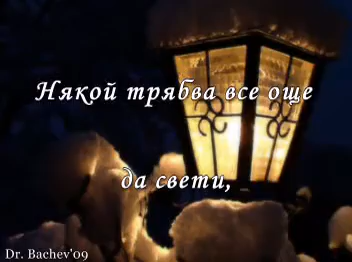 Някой трябва все още
да свети,
Dr. Bachev'09